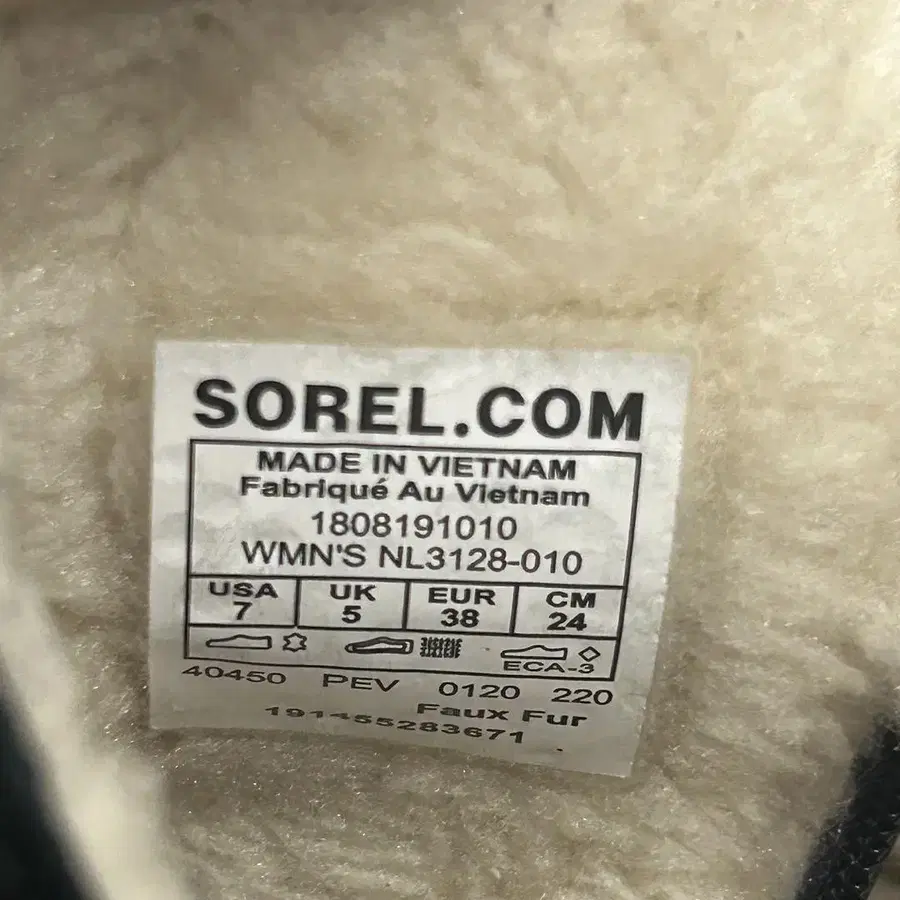 SOREL.COM
MADE IN VIETNAM
Fabriqué Au Vietnam
1808191010
WMN'S NL3128-010
USA UK EUR CM
7 5 38 24
ECA-3
40450 PEV 0120 220
Faux Fur
191455283671